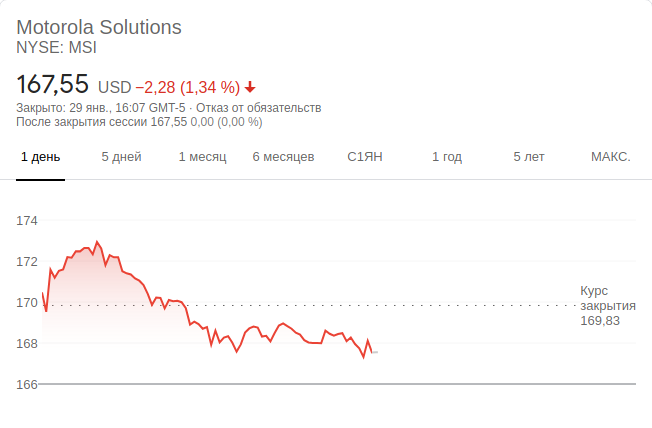 Motorola Solutions
NYSE: MSI
167,55 USD −2,28 (1,34 %)
Закрыто: 29 янв., 16:07 GMT-5 · Отказ от обязательств
После закрытия сессии 167,55 0,00 (0,00 %)
1 день 5 дней 1 месяц 6 месяцев С1ЯН 1 год 5 лет МАКС.
174
172
170
168
166
Курс
закрытия
169,83